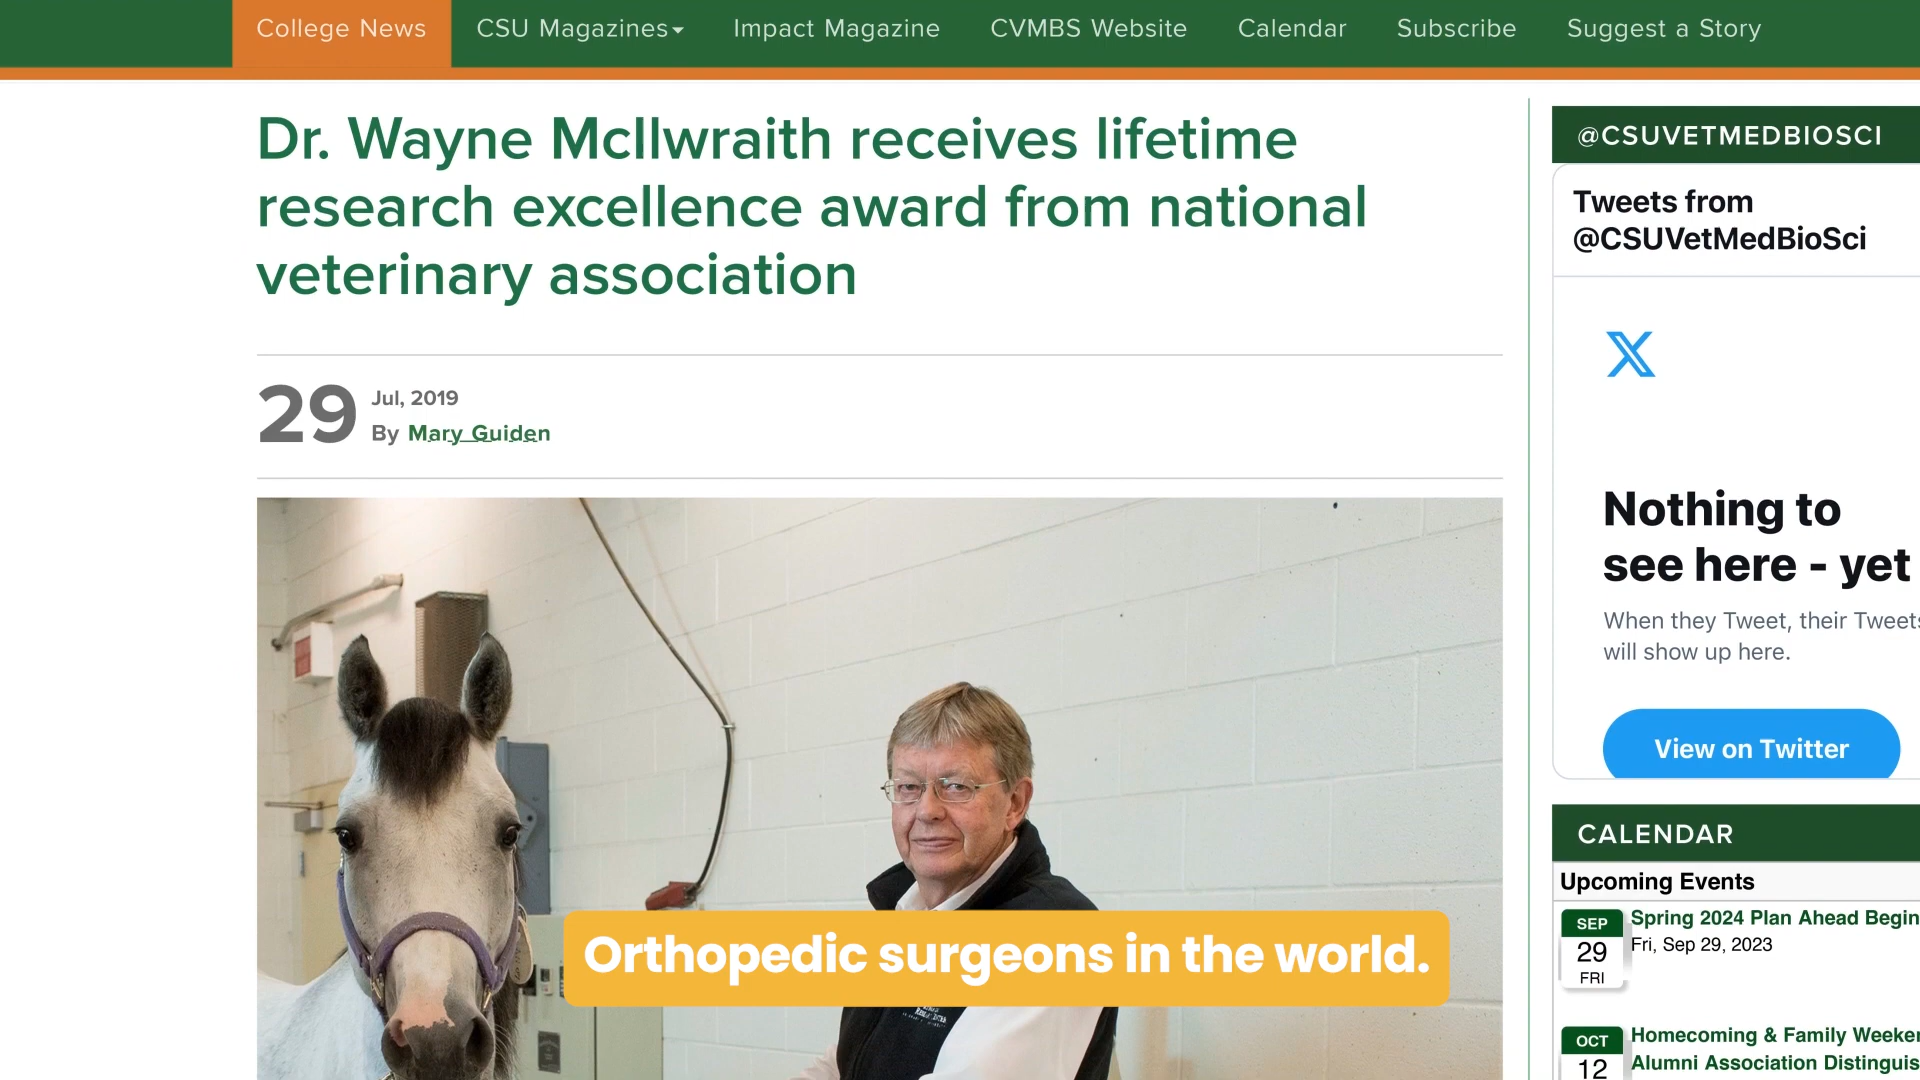 College News CSU Magazines Impact Magazine CVMBS Website Calendar Subscribe Suggest a Story
Dr. Wayne McIlwraith receives lifetime
research excellence award from national
veterinary association
29 Jul, 2019
By Mary Guiden
Orthopedic surgeons in the world.
@CSUVETMEDBIOSCI
Tweets from
@CSUVetMedBioSci
Nothing to
see here - yet
When they Tweet, their Tweets
will show up here.
View on Twitter
CALENDAR
Upcoming Events
SEP
29
FRI
Spring 2024 Plan Ahead Begin
Fri, Sep 29, 2023
OCT
12
Homecoming & Family Weeke
Alumni Association Distinguis